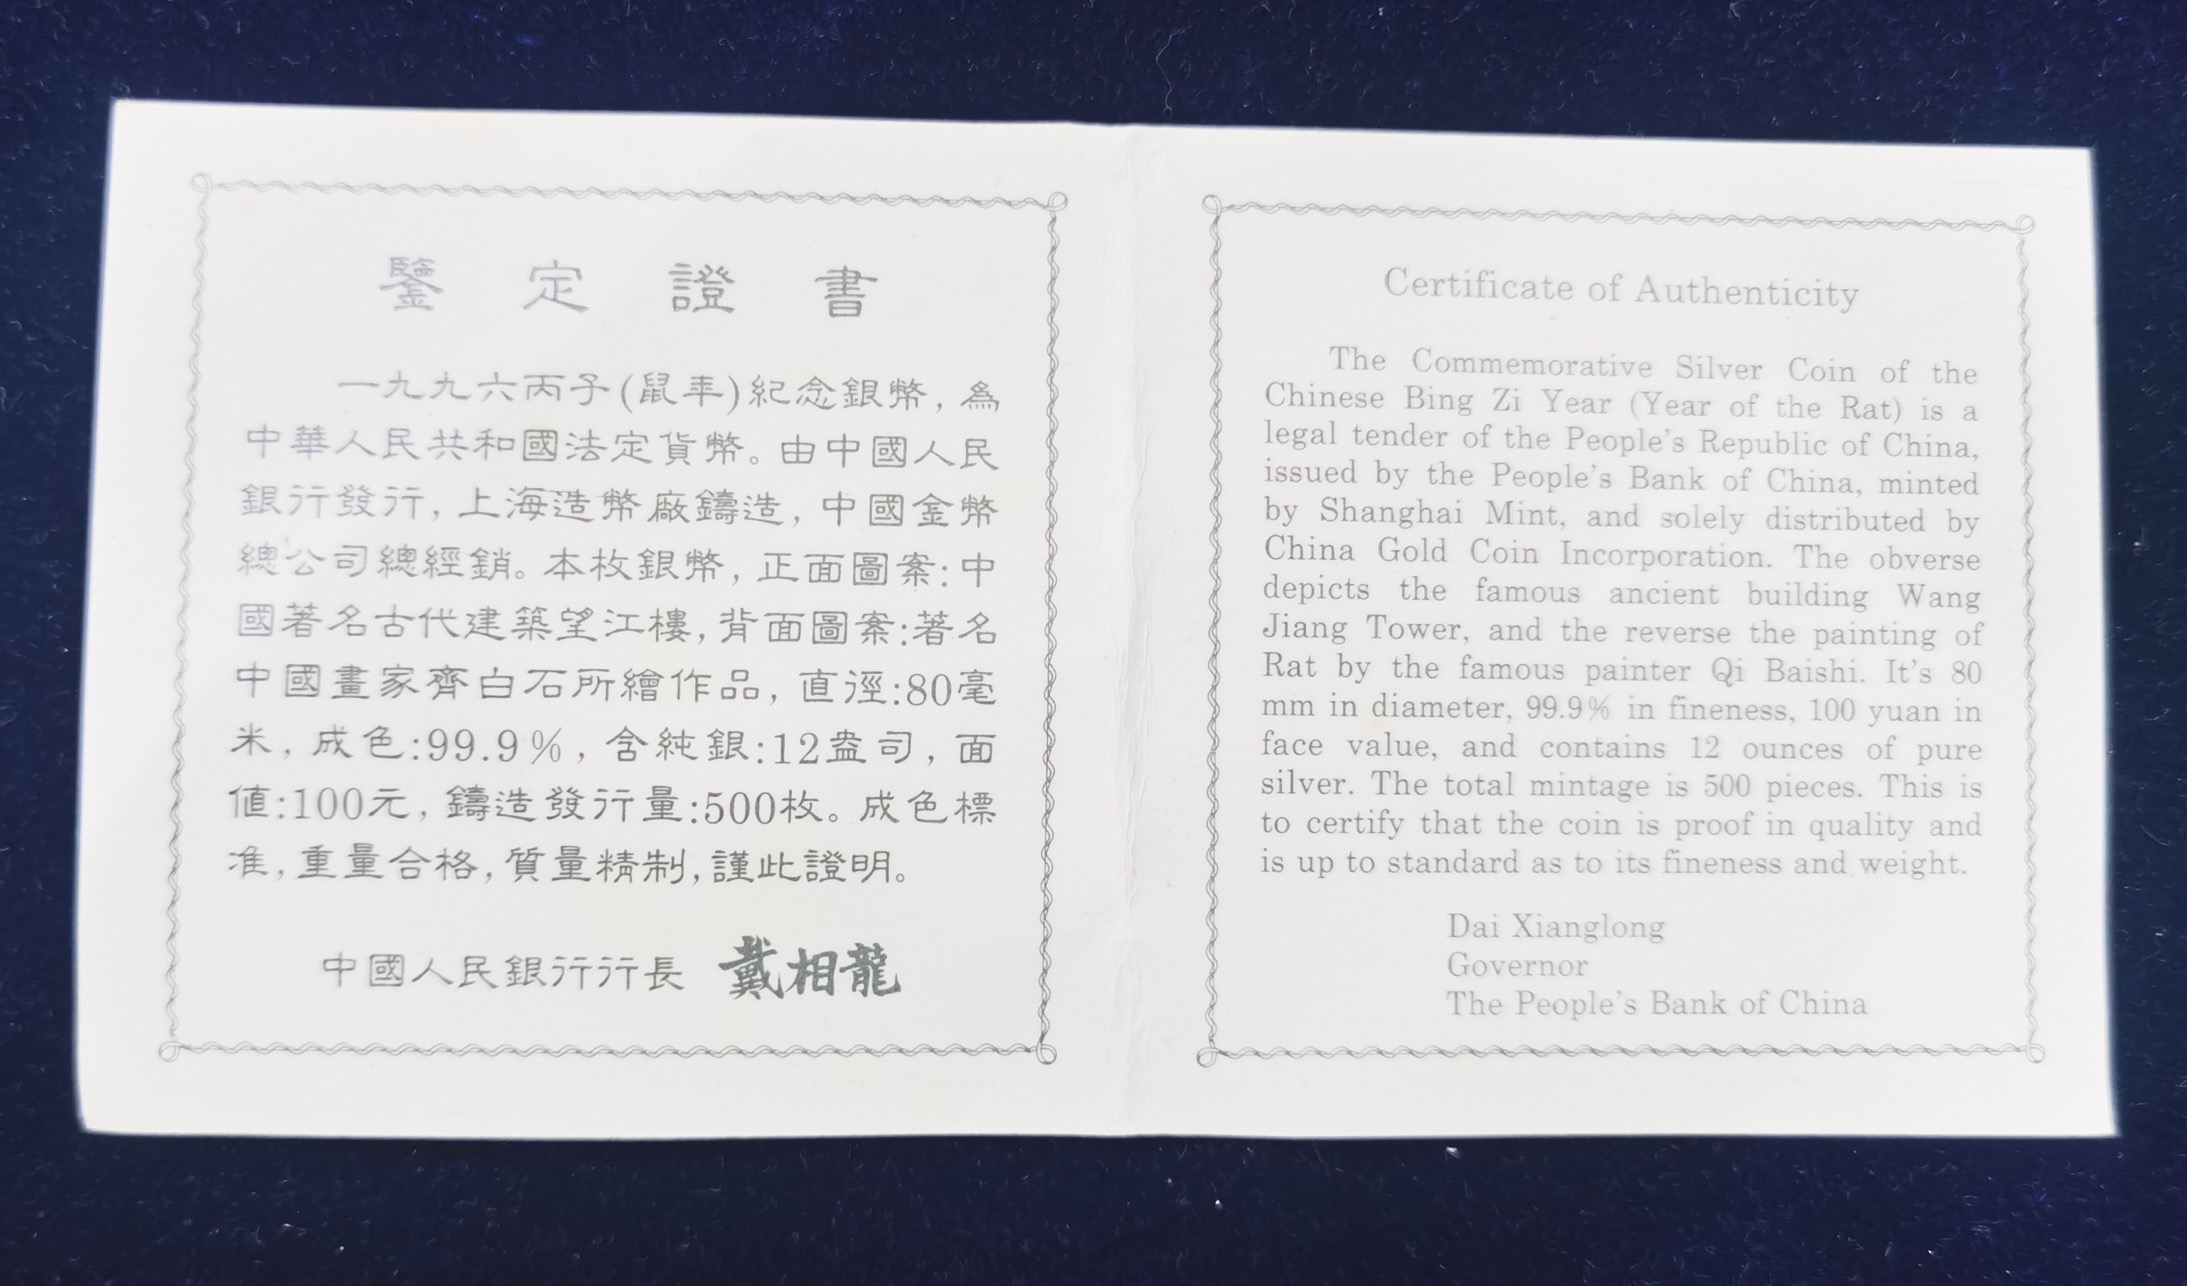 鑒定證書
一九九六丙子(鼠年)紀念銀幣,為
中華人民共和國法定貨幣。由中國人民
銀行發行,上海造幣廠鑄造,中國金幣
總公司總經銷。本枚銀幣,正面圖案:中
國著名古代建築望江樓,背面圖案:著名
中國畫家齊白石所繪作品,直徑:80毫
米,成色:99.9%,含純銀:12盎司,面
值:100元,鑄造發行量:500枚。成色標
准,重量合格,質量精制,謹此證明。
中國人民銀行行長 戴相龍
Certificate of Authenticity
The Commemorative Silver Coin of the
Chinese Bing Zi Year (Year of the Rat) is a
legal tender of the People's Republic of China,
issued by the People's Bank of China, minted
by Shanghai Mint, and solely distributed by
China Gold Coin Incorporation. The obverse
depicts the famous ancient building Wang
Jiang Tower, and the reverse the painting of
Rat by the famous painter Qi Baishi. It's 80
mm in diameter, 99.9% in fineness, 100 yuan in
face value, and contains 12 ounces of pure
silver. The total mintage is 500 pieces. This is
to certify that the coin is proof in quality and
is up to standard as to its fineness and weight.
Dai Xianglong
Governor
The People's Bank of China